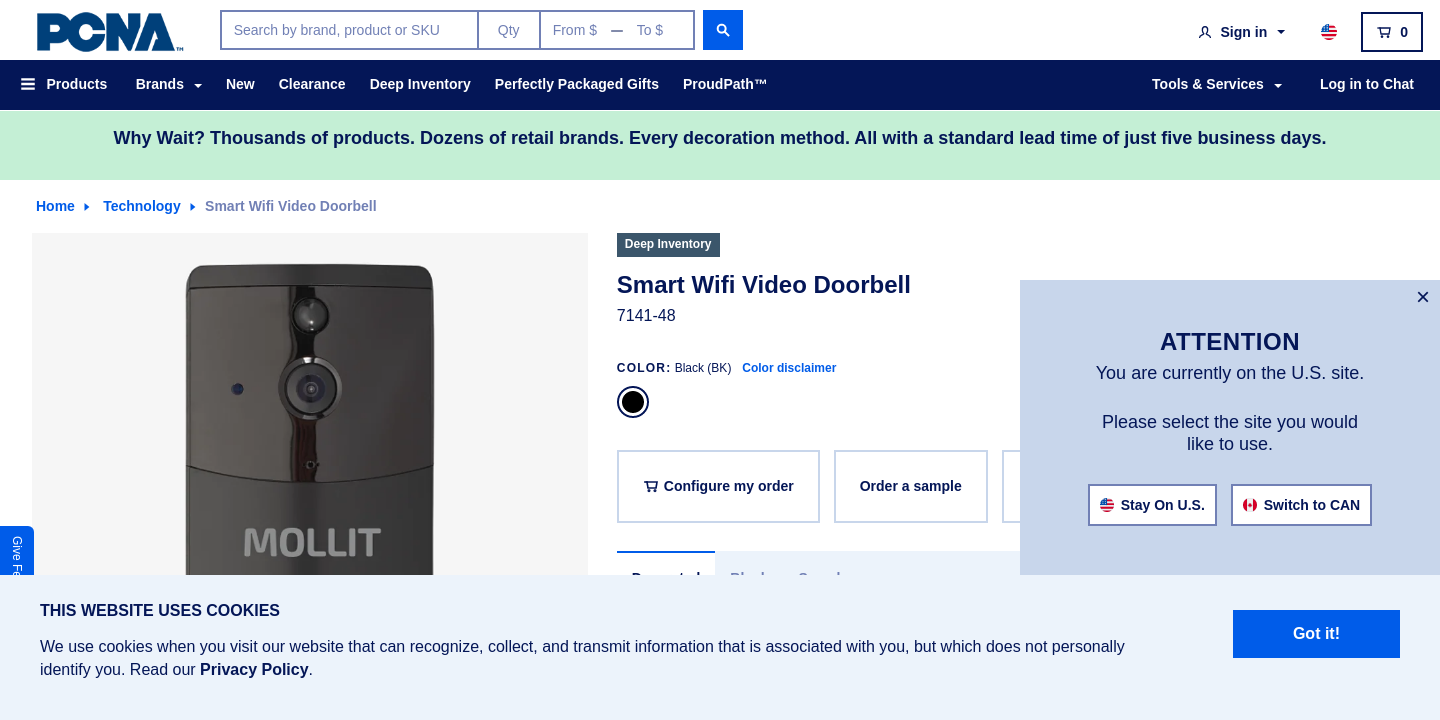 PCNA™
Search by brand, product or SKU
Qty
From $ — To $
Sign in
0
Products
Brands
New
Clearance
Deep Inventory
Perfectly Packaged Gifts
ProudPath™
Tools & Services
Log in to Chat
Why Wait? Thousands of products. Dozens of retail brands. Every decoration method. All with a standard lead time of just five business days.
Home
Technology
Smart Wifi Video Doorbell
MOLLIT
Deep Inventory
Smart Wifi Video Doorbell
7141-48
COLOR: Black (BK) Color disclaimer
Configure my order
Order a sample
×
ATTENTION
You are currently on the U.S. site.
Please select the site you would
like to use.
Stay On U.S.
Switch to CAN
Give
THIS WEBSITE USES COOKIES
We use cookies when you visit our website that can recognize, collect, and transmit information that is associated with you, but which does not personally
identify you. Read our Privacy Policy.
Got it!